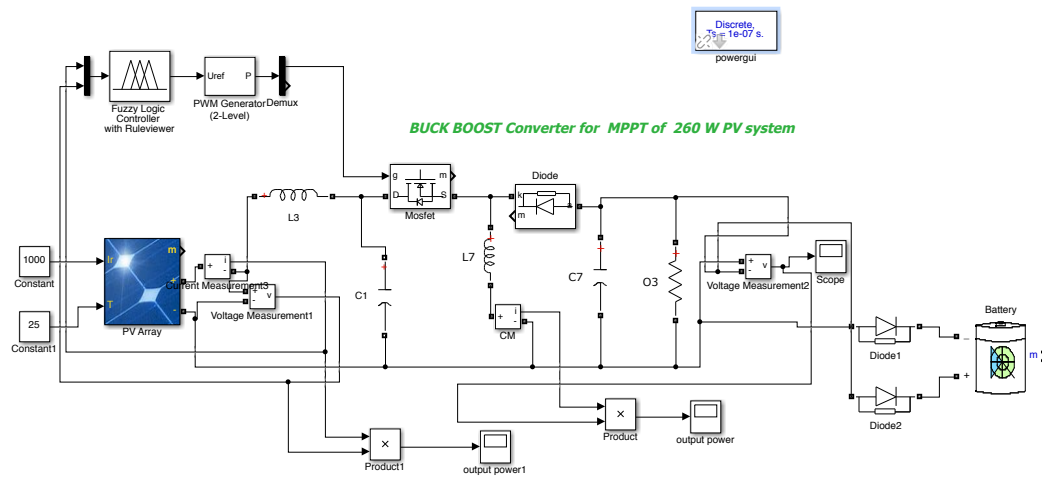 Discrete,
Ts = 1e-07 s.
powergui
Fuzzy Logic
Controller
with Ruleviewer
Uref P
PWM Generator
(2-Level)
Demux
BUCK BOOST Converter for MPPT of 260 W PV system
g m
D S
Mosfet
Diode
k a
m
L3
L7
C1
C7
O3
1000
Constant
25
Constant1
Ir
T
m
+
-
PV Array
+ i
-
Current Measurement3
+ v
-
Voltage Measurement1
+ i
-
CM
+ v
-
Voltage Measurement2
Scope
Battery
m
Diode1
Diode2
×
Product
output power
×
Product1
output power1